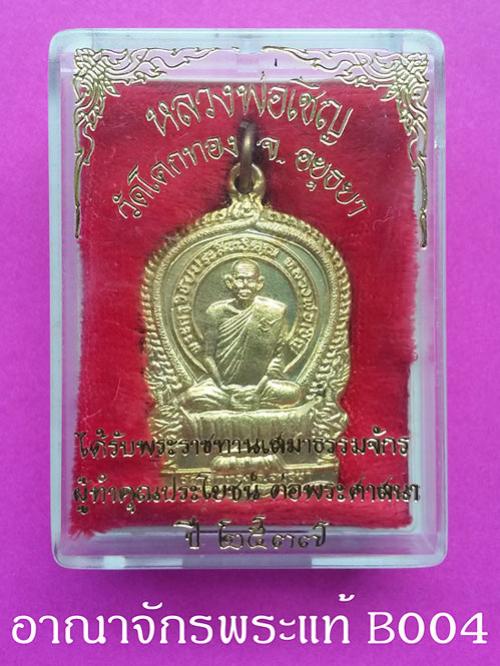 หลวงพ่อเชิญ
วัดโคกทอง จ. อยุธยา
ได้รับพระราชทานเสมาธรรมจักร
ผู้ทำคุณประโยชน์ ต่อพระศาสนา
ปี ๒๕๓๗
อาณาจักรพระแท้ B004